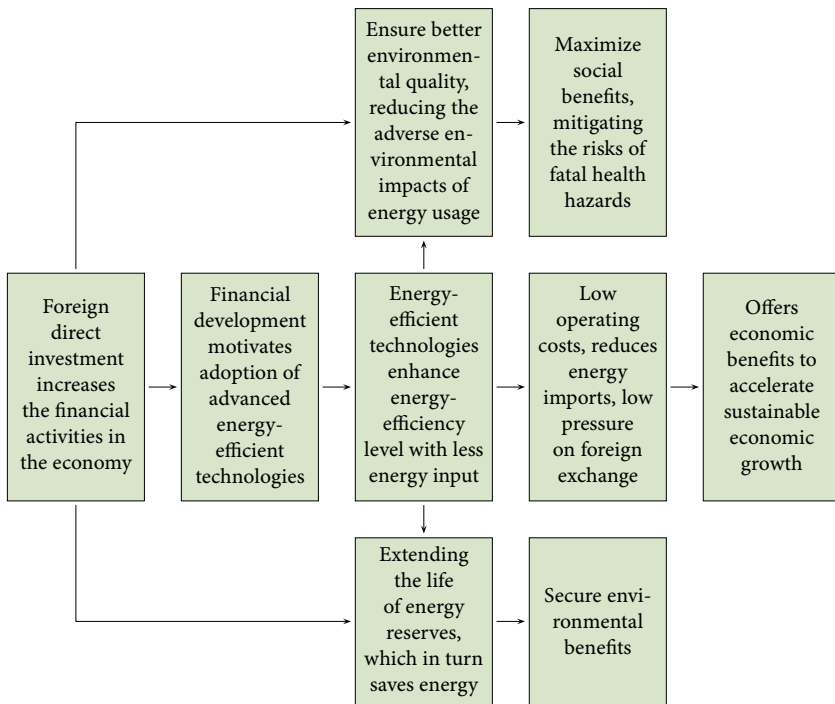 Ensure better
environmen-
tal quality,
reducing the
adverse en-
vironmental
impacts of
energy usage
Maximize
social
benefits,
mitigating
the risks of
fatal health
hazards
Foreign
direct
investment
increases
the financial
activities in
the economy
Financial
development
motivates
adoption of
advanced
energy-
efficient
technologies
Energy-
efficient
technologies
enhance
energy-
efficiency
level with less
energy input
Low
operating
costs, reduces
energy
imports, low
pressure
on foreign
exchange
Offers
economic
benefits to
accelerate
sustainable
economic
growth
Extending
the life
of energy
reserves,
which in turn
saves energy
Secure envi-
ronmental
benefits